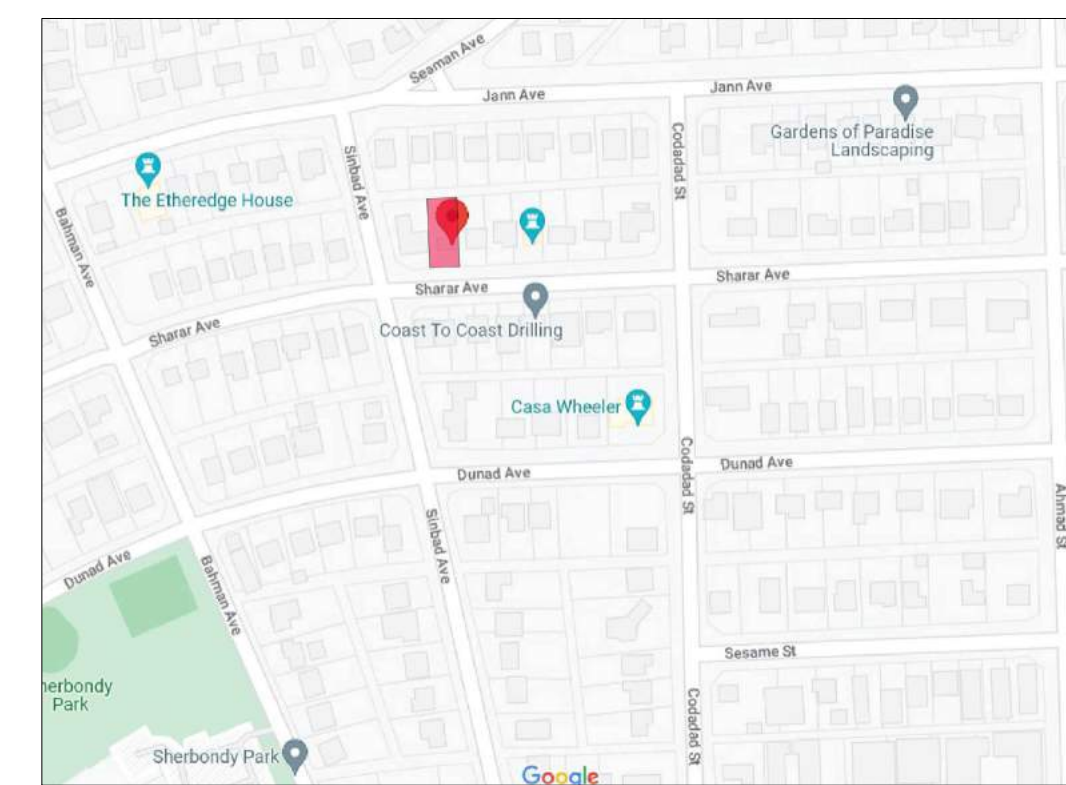 Seaman Ave
Jann Ave
Jann Ave
Gardens of Paradise
Landscaping
Codadad St
Sinbad Ave
The Etheredge House
Bahman Ave
Sharar Ave
Sharar Ave
Sharar Ave
Coast To Coast Drilling
Casa Wheeler
Dunad Ave
Dunad Ave
Codadad St
Ahmad St
Sinbad Ave
Dunad Ave
Bahman Ave
Sesame St
herbondy
Park
Codadad St
Sherbondy Park
Google